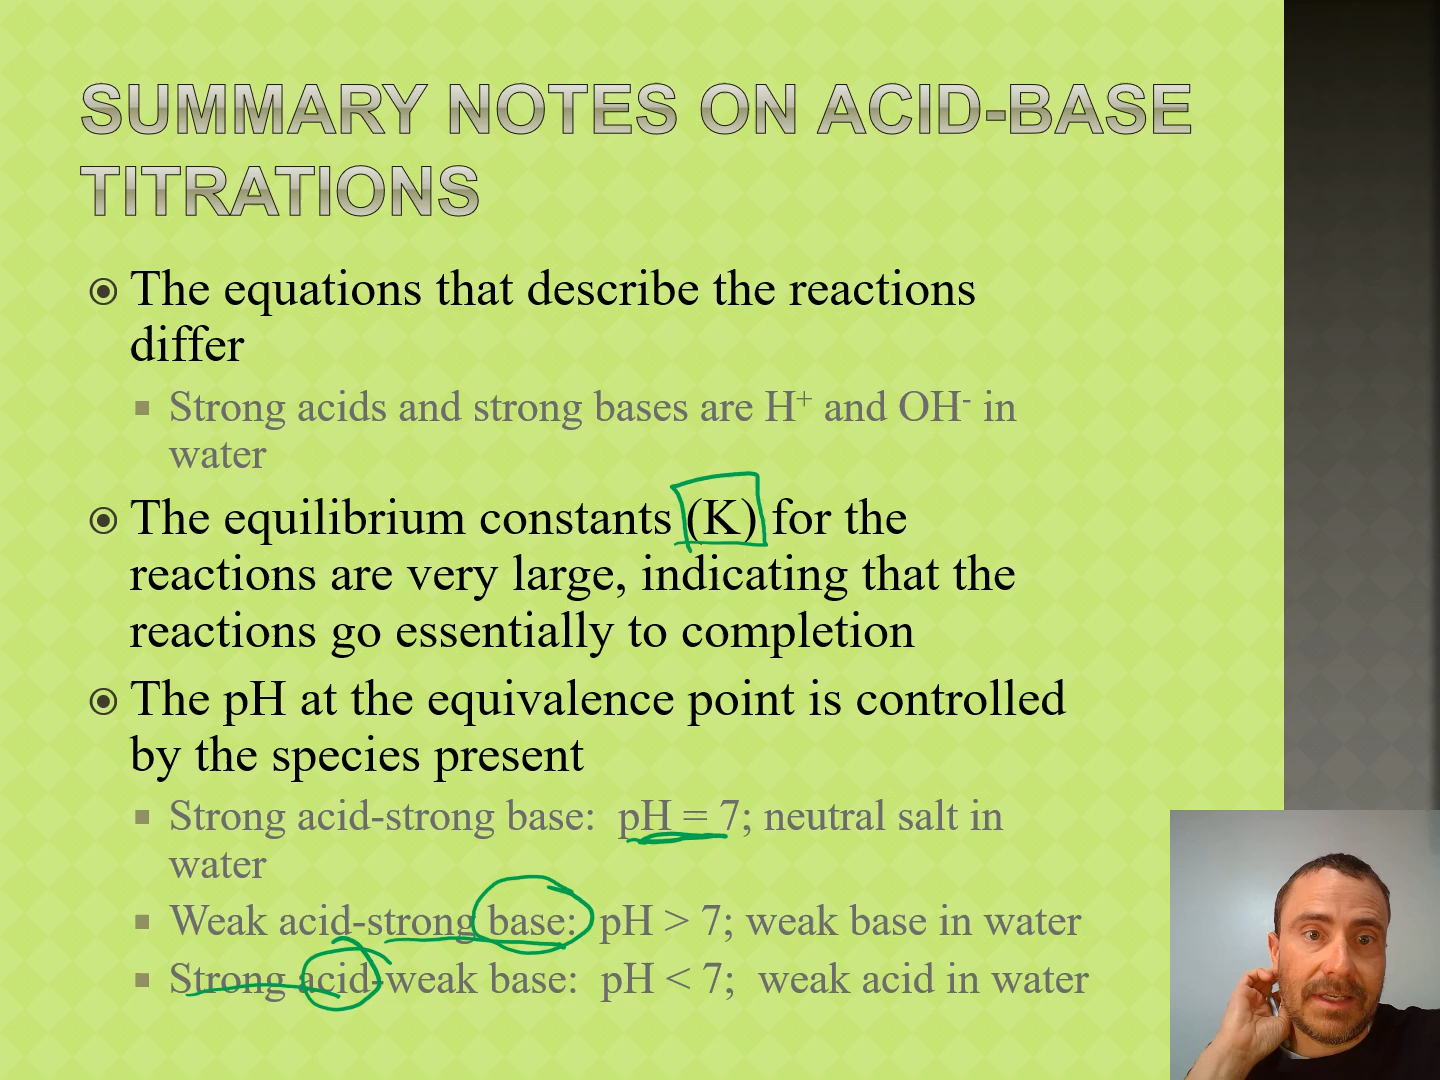 SUMMARY NOTES ON ACID-BASE
TITRATIONS
The equations that describe the reactions
differ
Strong acids and strong bases are H⁺ and OH⁻ in
water
The equilibrium constants (K) for the
reactions are very large, indicating that the
reactions go essentially to completion
The pH at the equivalence point is controlled
by the species present
Strong acid-strong base:  pH = 7; neutral salt in
water
Weak acid-strong base:  pH > 7; weak base in water
Strong acid-weak base:  pH < 7;  weak acid in water